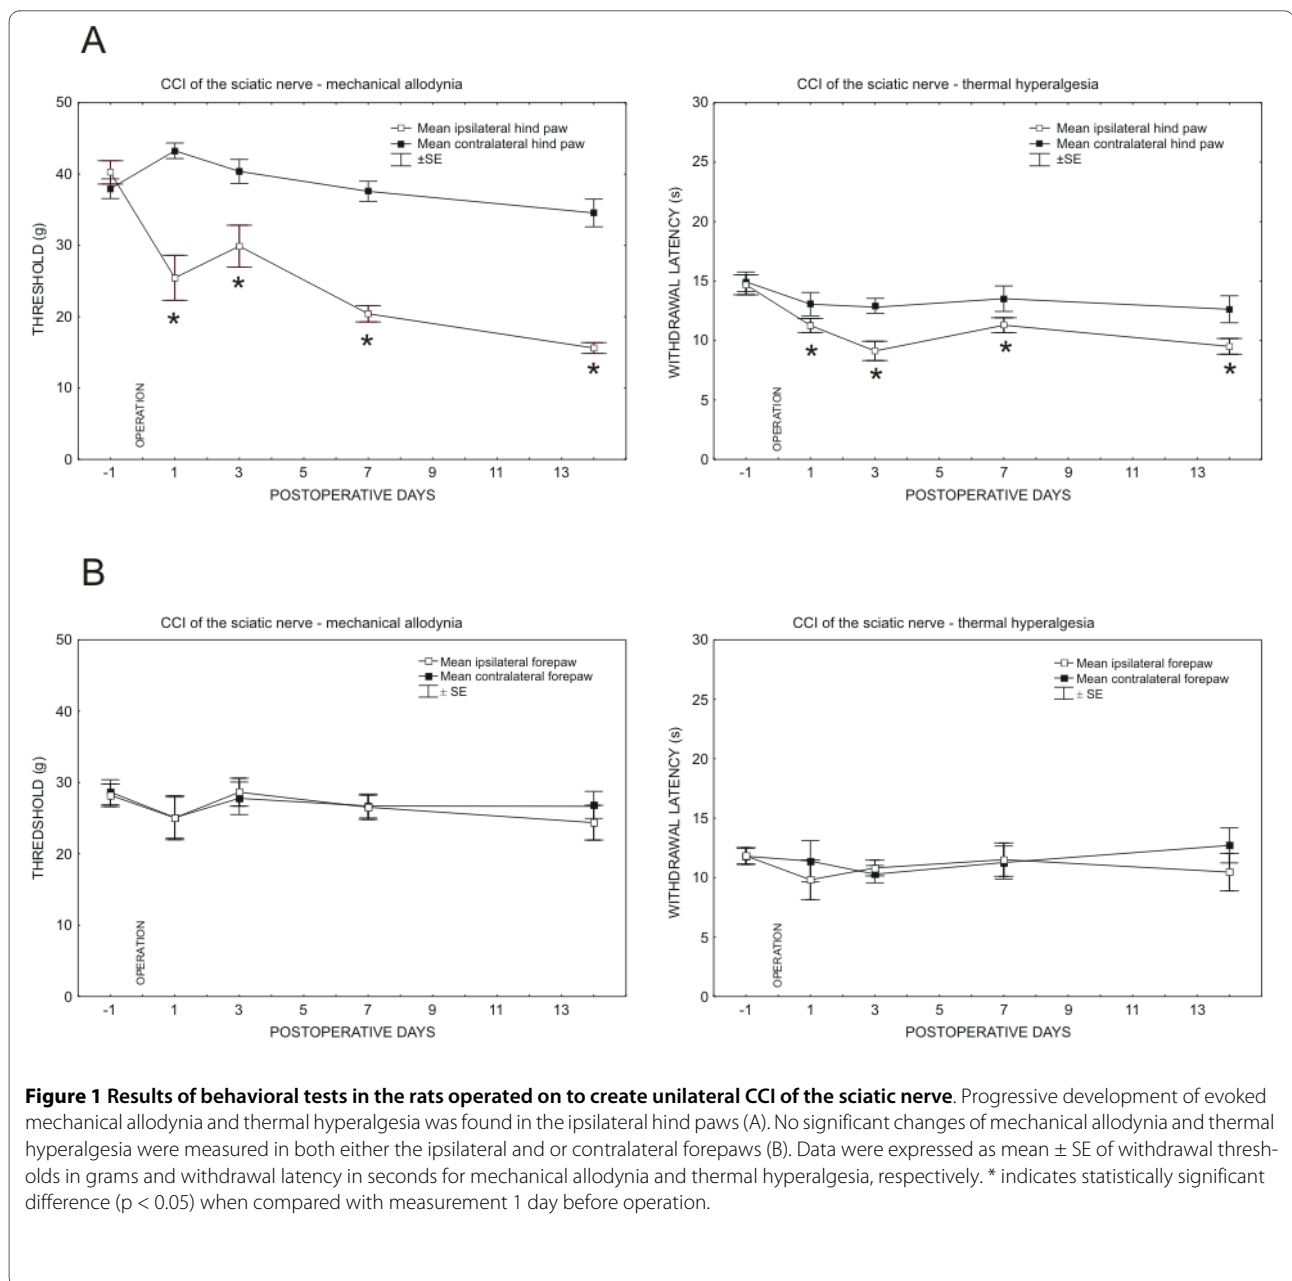 A
CCI of the sciatic nerve - mechanical allodynia
50
40
30
20
10
0
THRESHOLD (g)
Mean ipsilateral hind paw
Mean contralateral hind paw
±SE
*
*
*
*
OPERATION
-1 1 3 5 7 9 11 13
POSTOPERATIVE DAYS
CCI of the sciatic nerve - thermal hyperalgesia
30
25
20
15
10
5
0
WITHDRAWAL LATENCY (s)
Mean ipsilateral hind paw
Mean contralateral hind paw
±SE
*
*
*
*
OPERATION
-1 1 3 5 7 9 11 13
POSTOPERATIVE DAYS
B
CCI of the sciatic nerve - mechanical allodynia
50
40
30
20
10
0
THREDSHOLD (g)
Mean ipsilateral forepaw
Mean contralateral forepaw
± SE
OPERATION
-1 1 3 5 7 9 11 13
POSTOPERATIVE DAYS
CCI of the sciatic nerve - thermal hyperalgesia
30
25
20
15
10
5
0
WITHDRAWAL LATENCY (s)
Mean ipsilateral forepaw
Mean contralateral forepaw
± SE
OPERATION
-1 1 3 5 7 9 11 13
POSTOPERATIVE DAYS
Figure 1 Results of behavioral tests in the rats operated on to create unilateral CCI of the sciatic nerve. Progressive development of evoked
mechanical allodynia and thermal hyperalgesia was found in the ipsilateral hind paws (A). No significant changes of mechanical allodynia and thermal
hyperalgesia were measured in both either the ipsilateral and or contralateral forepaws (B). Data were expressed as mean ± SE of withdrawal thresh-
olds in grams and withdrawal latency in seconds for mechanical allodynia and thermal hyperalgesia, respectively. * indicates statistically significant
difference (p < 0.05) when compared with measurement 1 day before operation.